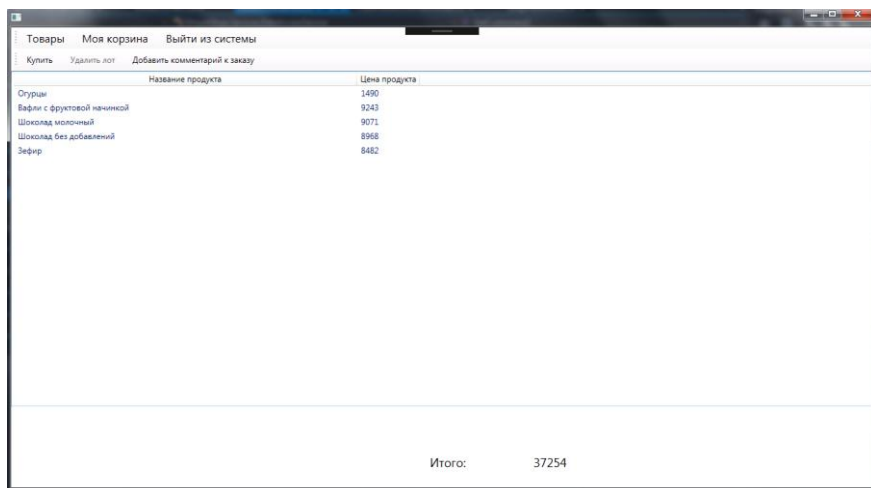 Товары Моя корзина Выйти из системы
Купить Удалить лот Добавить комментарий к заказу
Название продукта Цена продукта
Огурцы 1490
Вафли с фруктовой начинкой 9243
Шоколад молочный 9071
Шоколад без добавлений 8968
Зефир 8482
Итого: 37254